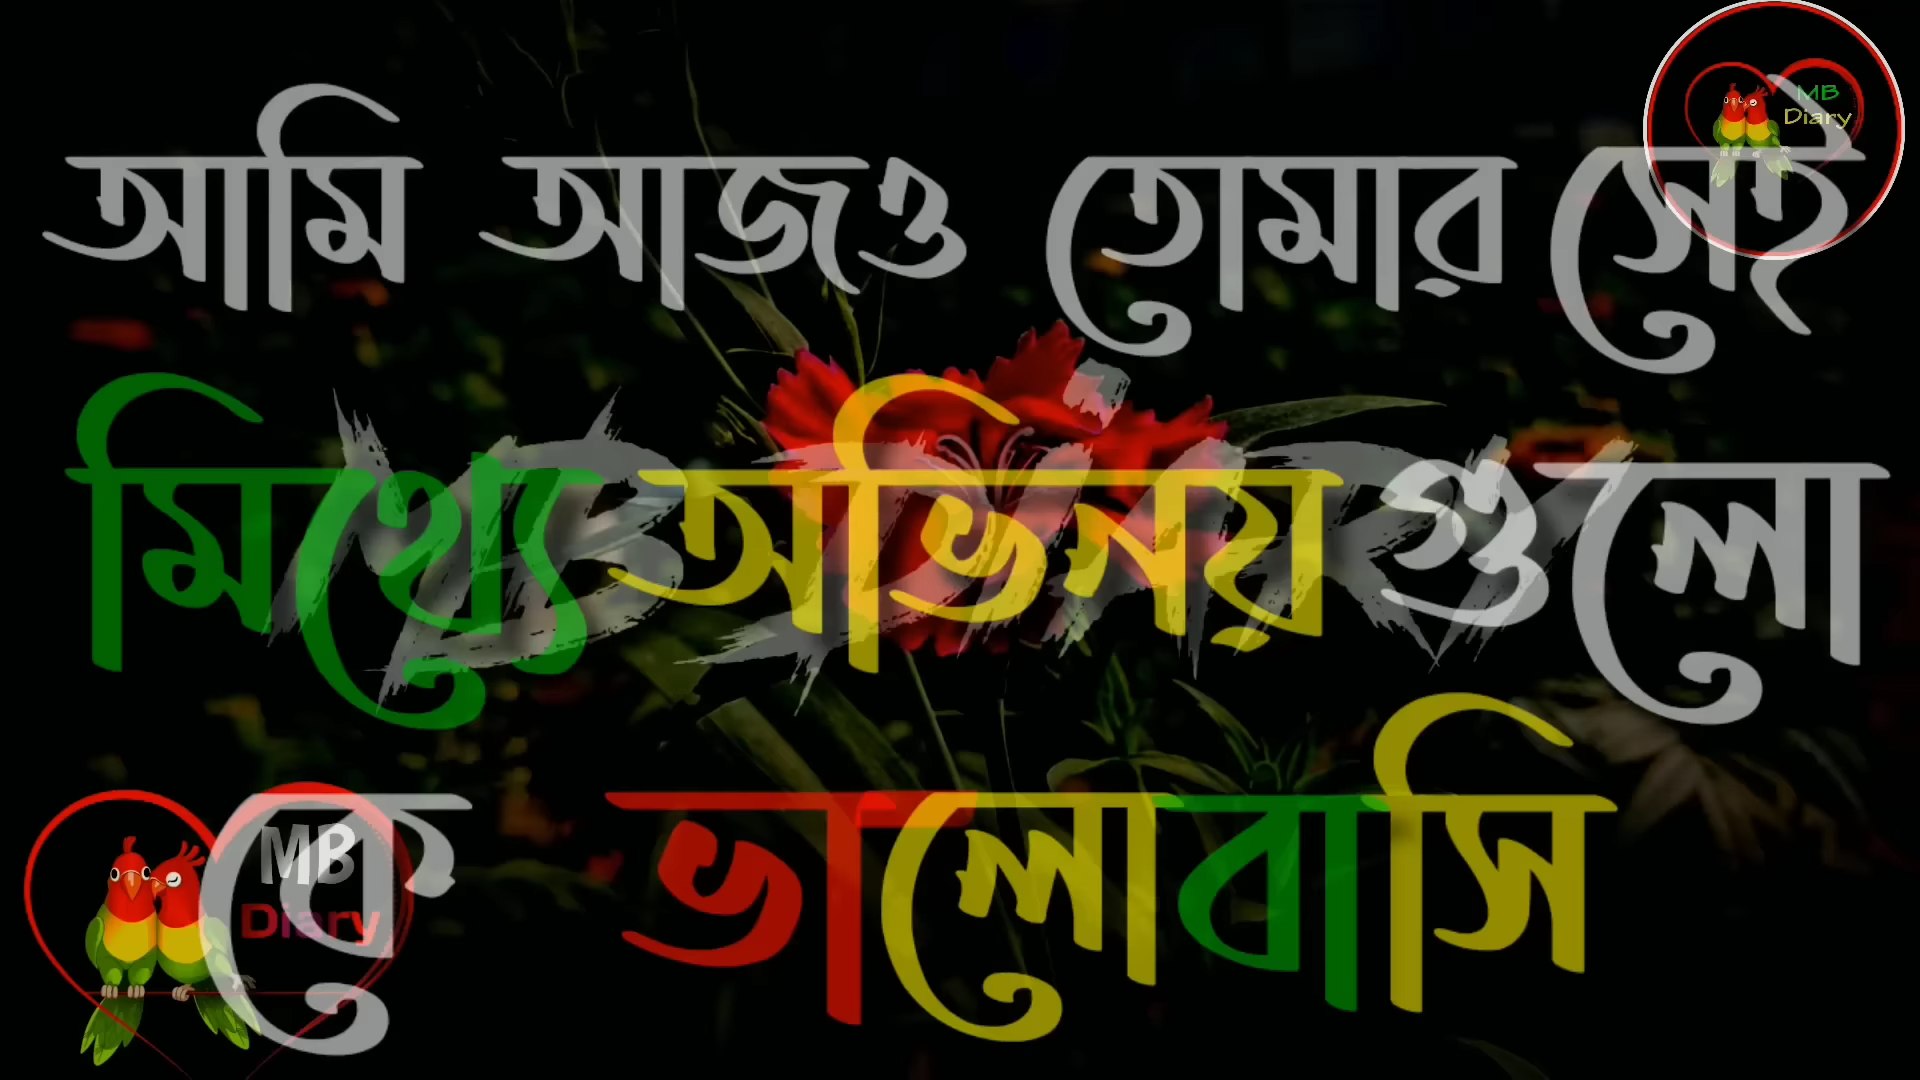 আমি আজও তোমার সেই
মিথ্যে অভিনয় গুলো
কে ভালোবাসি
MB
Diary
MB
Diary